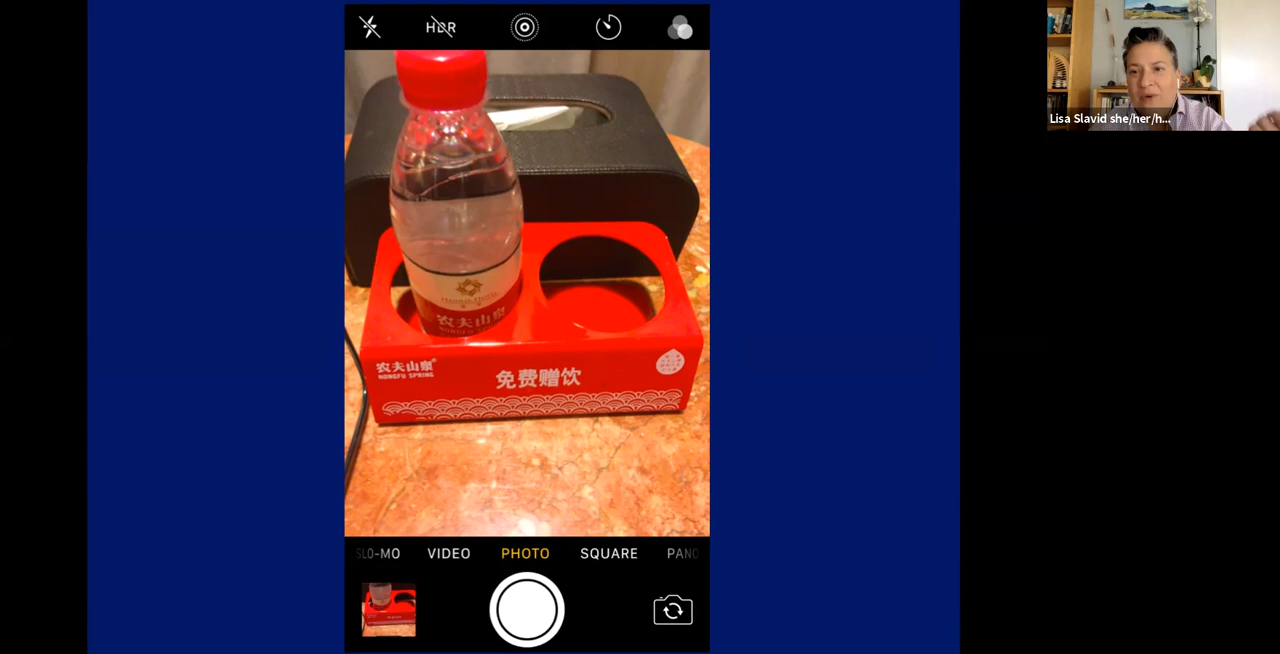 HDR
Lisa Slavid she/her/h...
农夫山泉
农夫山泉®
NONGFU SPRING
免费赠饮
SLO-MO
VIDEO
PHOTO
SQUARE
PANO